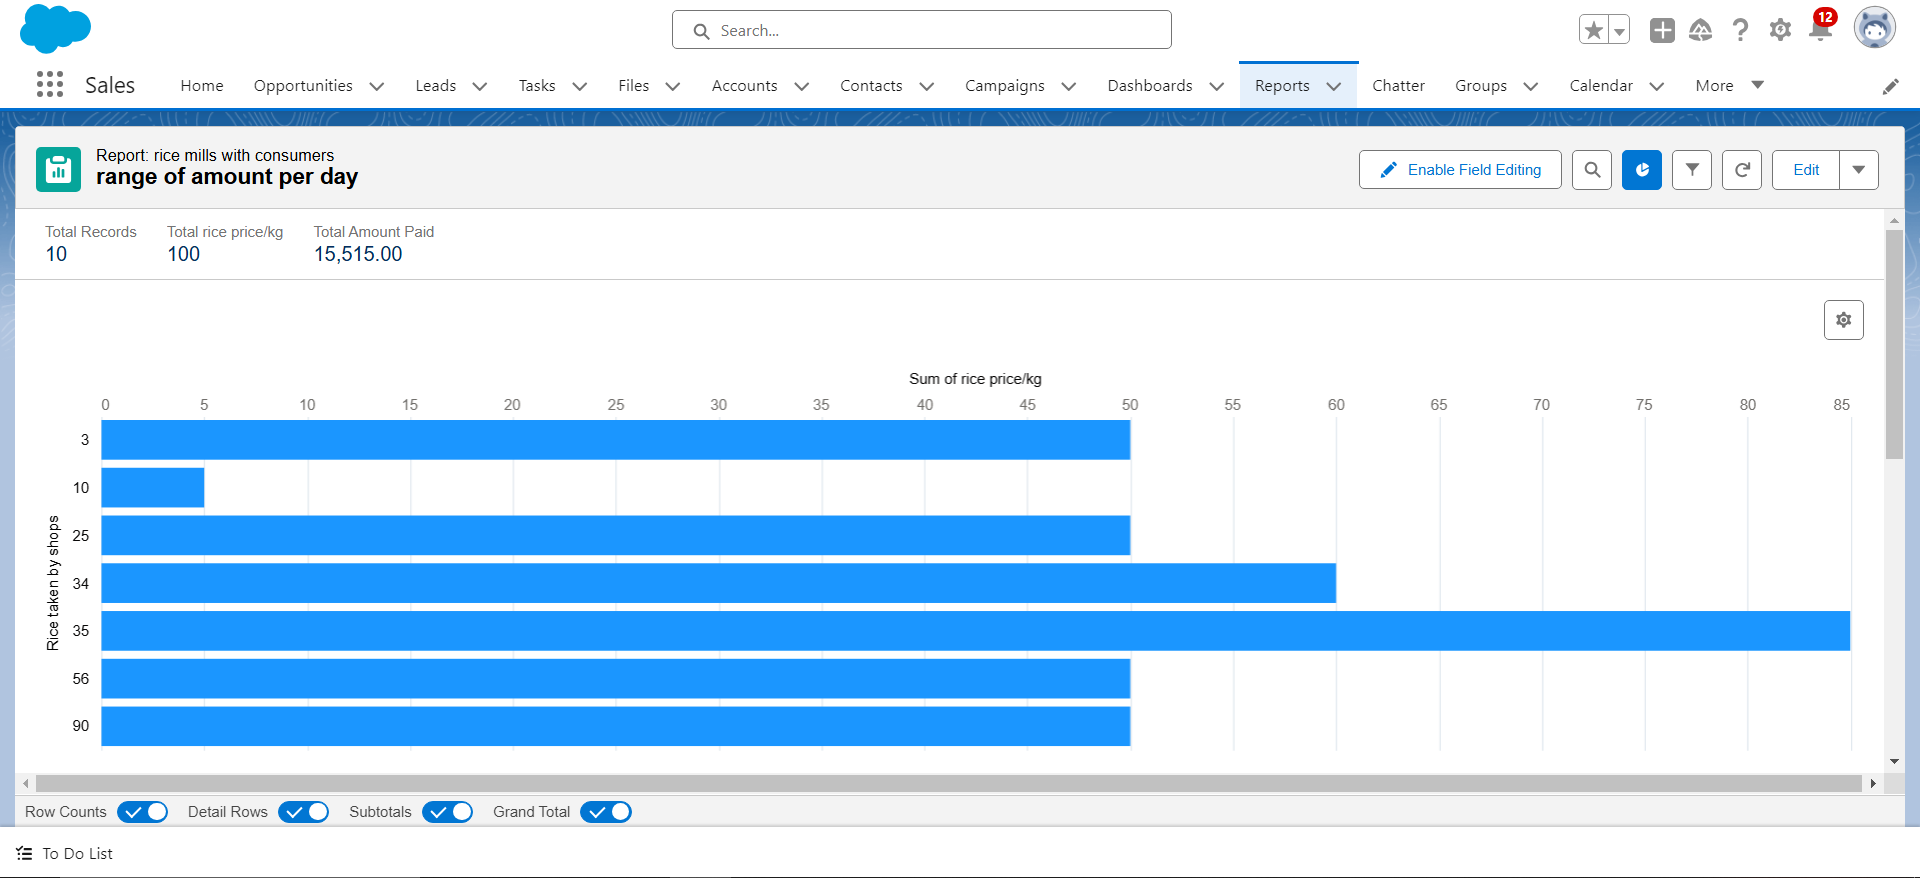 Search...
12
Sales
Home
Opportunities
Leads
Tasks
Files
Accounts
Contacts
Campaigns
Dashboards
Reports
Chatter
Groups
Calendar
More
Report: rice mills with consumers
range of amount per day
Enable Field Editing
Edit
Total Records
10
Total rice price/kg
100
Total Amount Paid
15,515.00
Sum of rice price/kg
0 5 10 15 20 25 30 35 40 45 50 55 60 65 70 75 80 85
Rice taken by shops
3
10
25
34
35
56
90
Row Counts
Detail Rows
Subtotals
Grand Total
To Do List